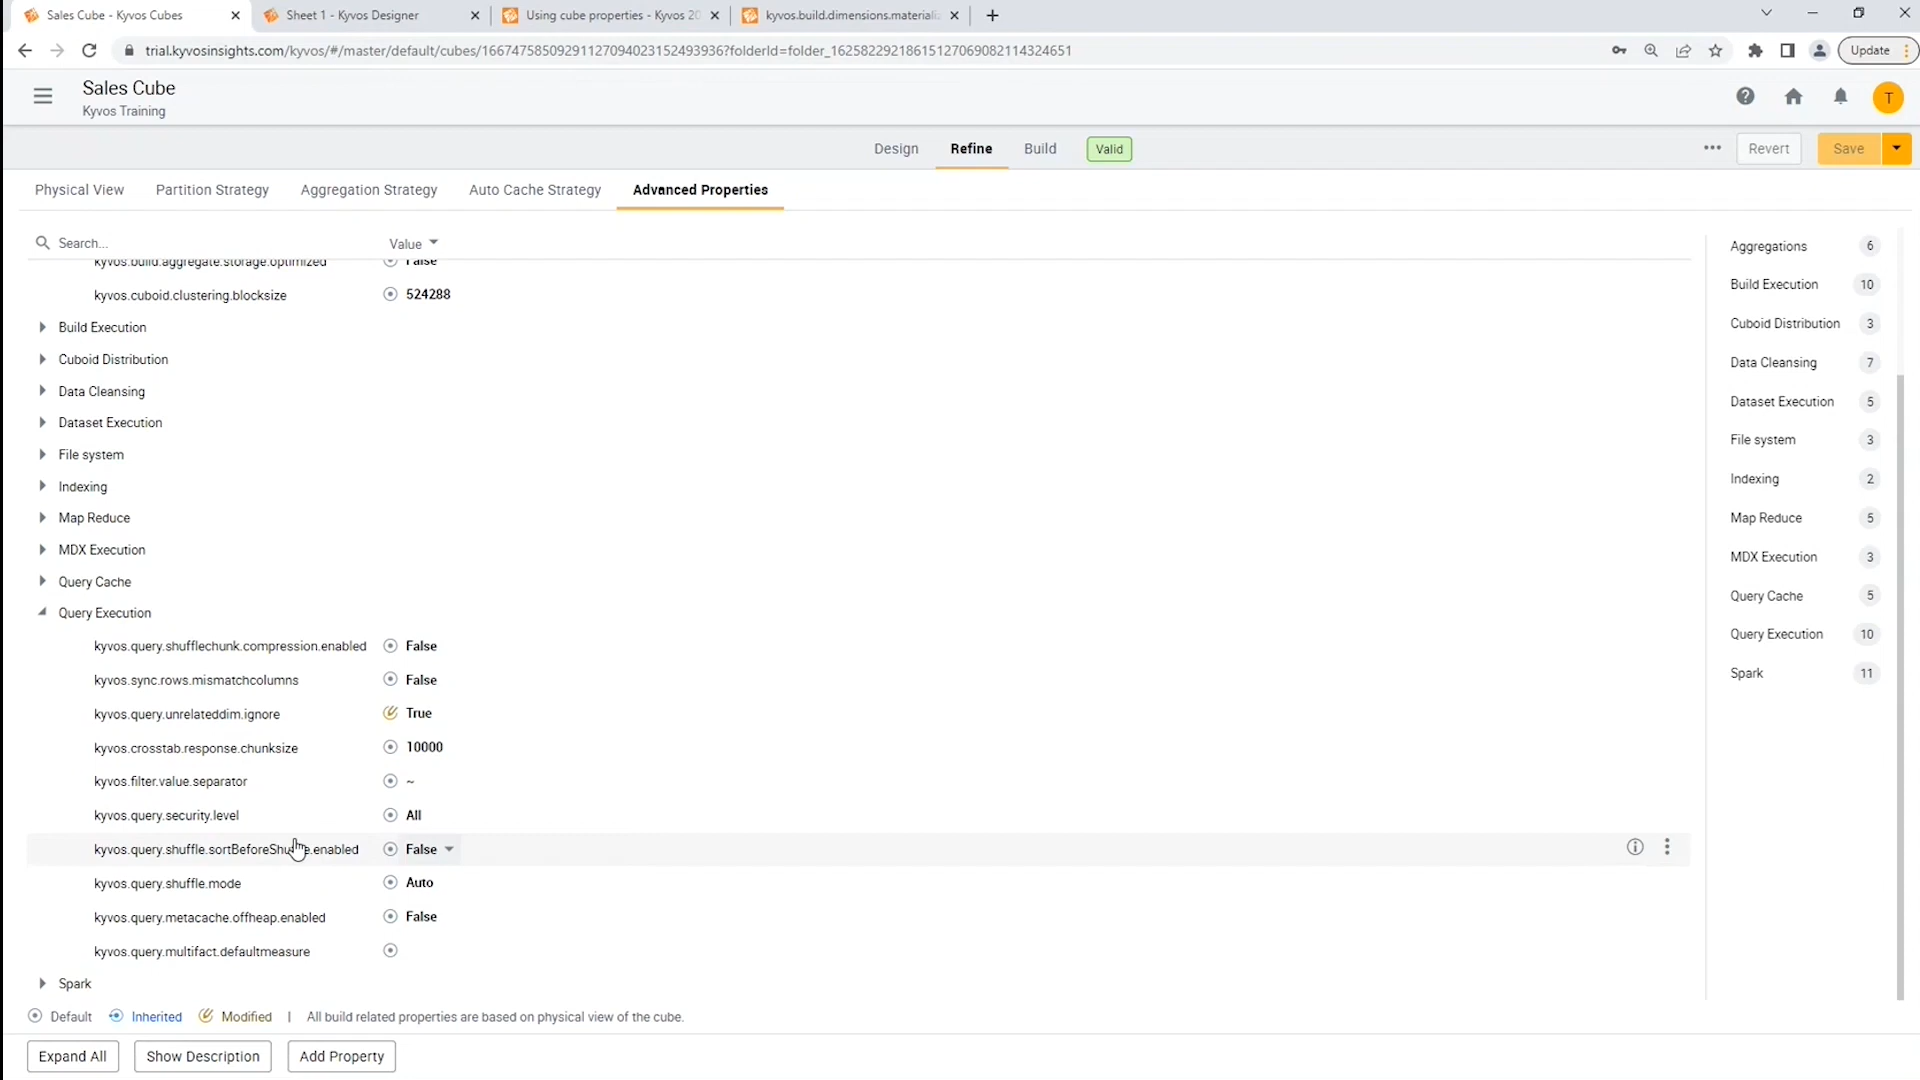 Sales Cube - Kyvos Cubes
Sheet 1 - Kyvos Designer
Using cube properties - Kyvos 20
kyvos.build.dimensions.materializ
trial.kyvosinsights.com/kyvos/#/master/default/cubes/16674758509291127094023152493936?folderId=folder_16258229218615127069082114324651
Update
Sales Cube
Kyvos Training
T
Design
Refine
Build
Valid
Revert
Save
Physical View
Partition Strategy
Aggregation Strategy
Auto Cache Strategy
Advanced Properties
Search...
Value
kyvos.build.aggregate.storage.optimized False
kyvos.cuboid.clustering.blocksize 524288
Build Execution
Cuboid Distribution
Data Cleansing
Dataset Execution
File system
Indexing
Map Reduce
MDX Execution
Query Cache
Query Execution
kyvos.query.shufflechunk.compression.enabled False
kyvos.sync.rows.mismatchcolumns False
kyvos.query.unrelateddim.ignore True
kyvos.crosstab.response.chunksize 10000
kyvos.filter.value.separator ~
kyvos.query.security.level All
kyvos.query.shuffle.sortBeforeShuffle.enabled False
kyvos.query.shuffle.mode Auto
kyvos.query.metacache.offheap.enabled False
kyvos.query.multifact.defaultmeasure
Spark
Aggregations 6
Build Execution 10
Cuboid Distribution 3
Data Cleansing 7
Dataset Execution 5
File system 3
Indexing 2
Map Reduce 5
MDX Execution 3
Query Cache 5
Query Execution 10
Spark 11
Default Inherited Modified | All build related properties are based on physical view of the cube.
Expand All
Show Description
Add Property